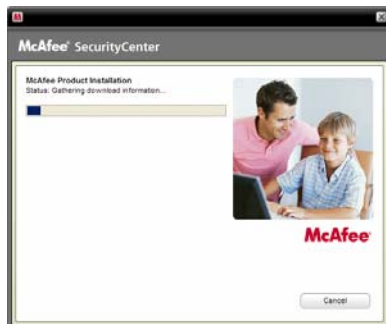 McAfee® SecurityCenter
McAfee Product Installation
Status: Gathering download information...
McAfee®
Cancel